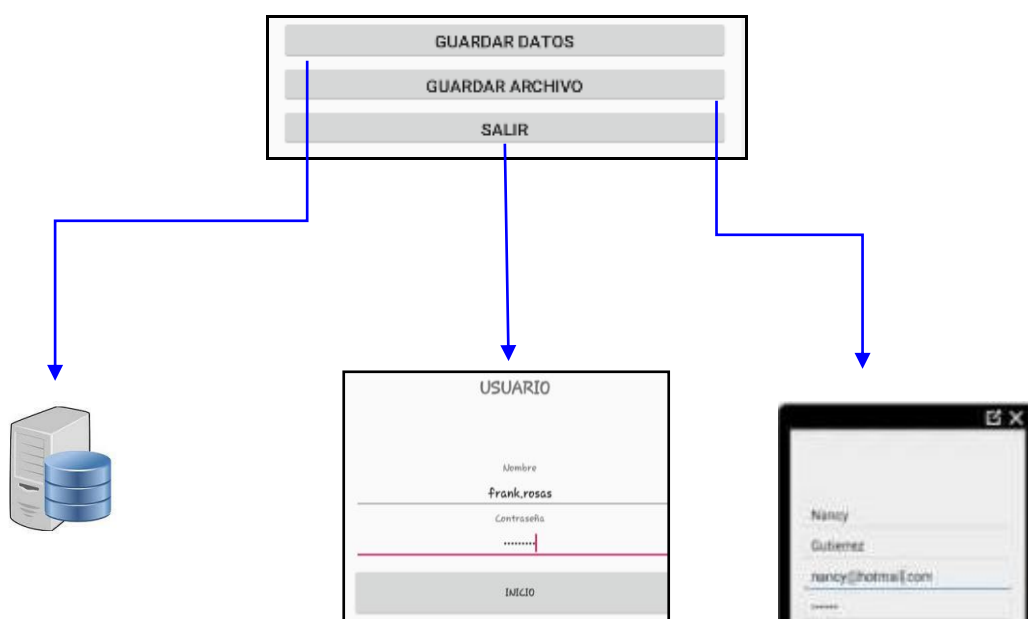 GUARDAR DATOS
GUARDAR ARCHIVO
SALIR
USUARIO
Nombre
frank.rosas
Contraseña
INICIO
Nancy
Gutierrez
nancy@hotmail.com